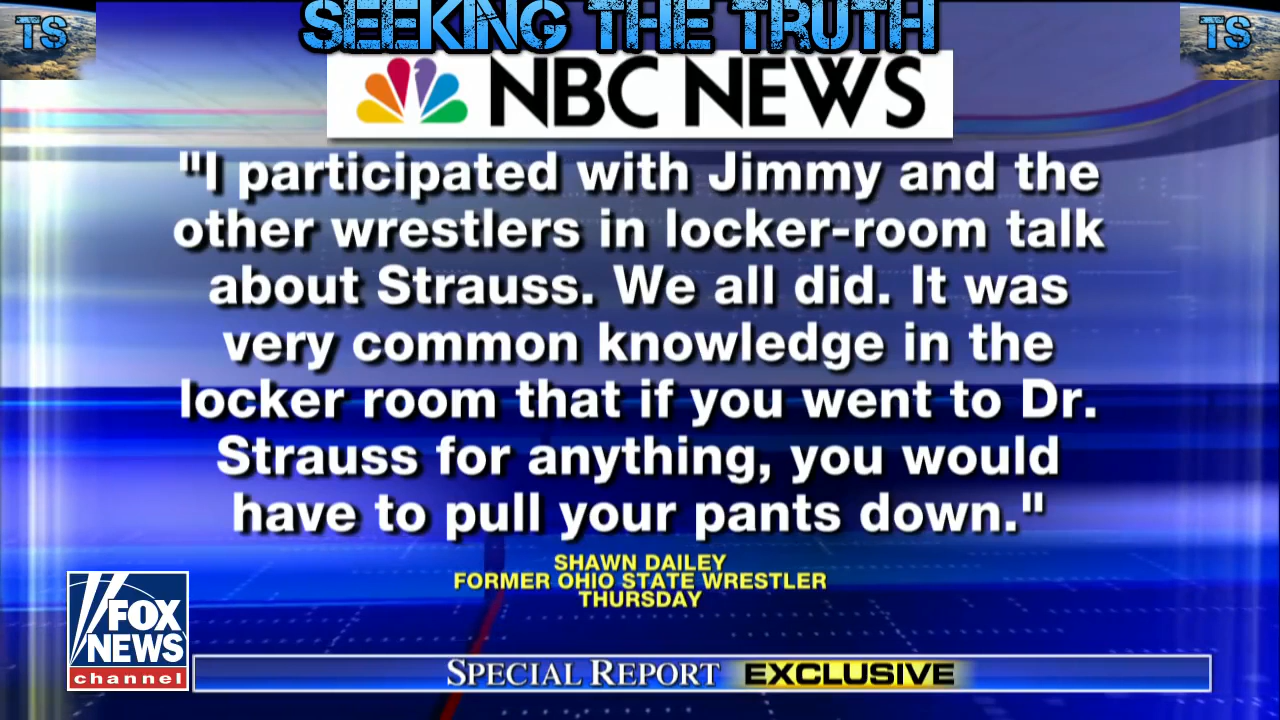 TS
SEEKING THE TRUTH
TS
NBC NEWS
"I participated with Jimmy and the
other wrestlers in locker-room talk
about Strauss. We all did. It was
very common knowledge in the
locker room that if you went to Dr.
Strauss for anything, you would
have to pull your pants down."
SHAWN DAILEY
FORMER OHIO STATE WRESTLER
THURSDAY
FOX
NEWS
channel
SPECIAL REPORT EXCLUSIVE